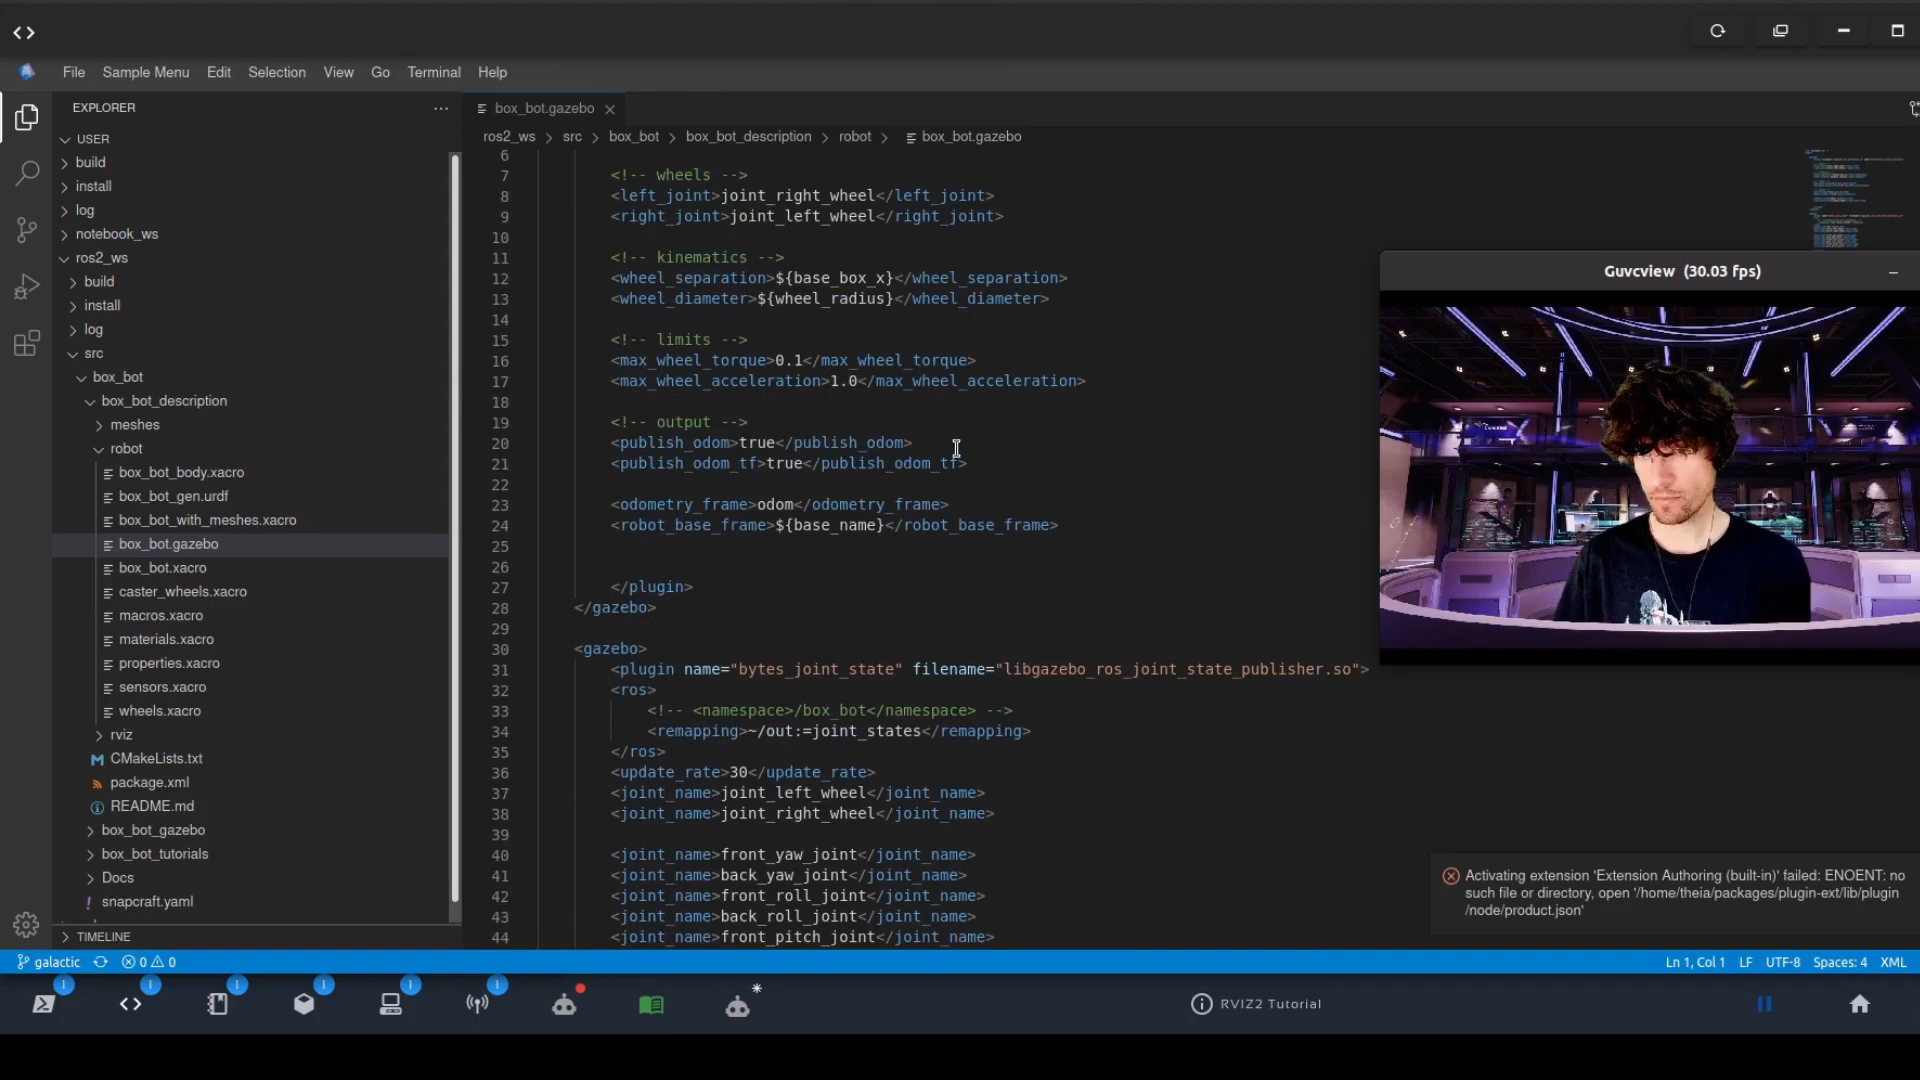 File Sample Menu Edit Selection View Go Terminal Help
EXPLORER
USER
build
install
log
notebook_ws
ros2_ws
build
install
log
src
box_bot
box_bot_description
meshes
robot
box_bot_body.xacro
box_bot_gen.urdf
box_bot_with_meshes.xacro
box_bot.gazebo
box_bot.xacro
caster_wheels.xacro
macros.xacro
materials.xacro
properties.xacro
sensors.xacro
wheels.xacro
rviz
CMakeLists.txt
package.xml
README.md
box_bot_gazebo
box_bot_tutorials
Docs
snapcraft.yaml
TIMELINE
box_bot.gazebo
ros2_ws > src > box_bot > box_bot_description > robot > box_bot.gazebo
6
7 <!-- wheels -->
8 <left_joint>joint_right_wheel</left_joint>
9 <right_joint>joint_left_wheel</right_joint>
10
11 <!-- kinematics -->
12 <wheel_separation>${base_box_x}</wheel_separation>
13 <wheel_diameter>${wheel_radius}</wheel_diameter>
14
15 <!-- limits -->
16 <max_wheel_torque>0.1</max_wheel_torque>
17 <max_wheel_acceleration>1.0</max_wheel_acceleration>
18
19 <!-- output -->
20 <publish_odom>true</publish_odom>
21 <publish_odom_tf>true</publish_odom_tf>
22
23 <odometry_frame>odom</odometry_frame>
24 <robot_base_frame>${base_name}</robot_base_frame>
25
26
27 </plugin>
28 </gazebo>
29
30 <gazebo>
31 <plugin name="bytes_joint_state" filename="libgazebo_ros_joint_state_publisher.so">
32 <ros>
33 <!-- <namespace>/box_bot</namespace> -->
34 <remapping>~/out:=joint_states</remapping>
35 </ros>
36 <update_rate>30</update_rate>
37 <joint_name>joint_left_wheel</joint_name>
38 <joint_name>joint_right_wheel</joint_name>
39
40 <joint_name>front_yaw_joint</joint_name>
41 <joint_name>back_yaw_joint</joint_name>
42 <joint_name>front_roll_joint</joint_name>
43 <joint_name>back_roll_joint</joint_name>
44 <joint_name>front_pitch_joint</joint_name>
Guvcview (30.03 fps)
Activating extension 'Extension Authoring (built-in)' failed: ENOENT: no
such file or directory, open '/home/theia/packages/plugin-ext/lib/plugin
/node/product.json'
galactic 0 0 Ln 1, Col 1 LF UTF-8 Spaces: 4 XML
1 1 1 1 1 1
RVIZ2 Tutorial